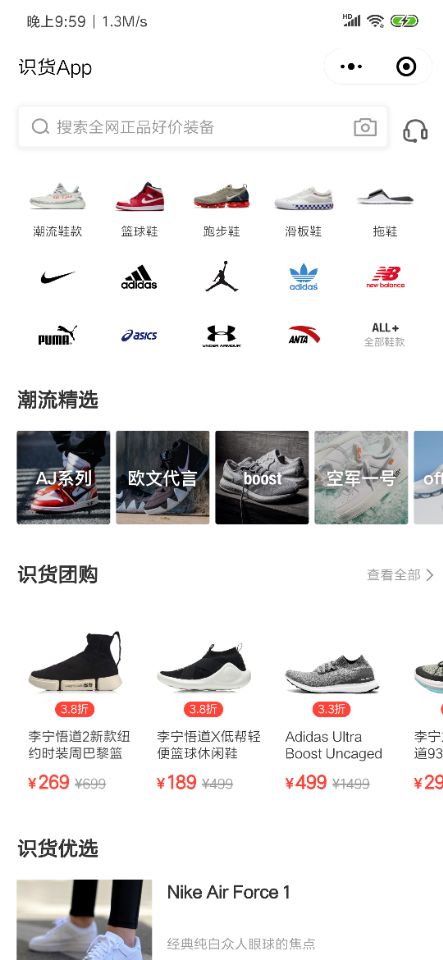 晚上9:59 | 1.3M/s
HD
识货App
搜索全网正品好价装备
潮流鞋款 篮球鞋 跑步鞋 滑板鞋 拖鞋
adidas adidas new balance
PUMA asics UNDER ARMOUR ANTA ALL+
全部鞋款
潮流精选
AJ系列 欧文代言 boost 空军一号 off
识货团购 查看全部
3.8折 3.8折 3.3折
李宁悟道2新款纽 李宁悟道X低帮轻 Adidas Ultra 李宁
约时装周巴黎篮 便篮球休闲鞋 Boost Uncaged 道93
¥269 ¥699 ¥189 ¥499 ¥499 ¥1499 ¥29
识货优选
Nike Air Force 1
经典纯白众人眼球的焦点